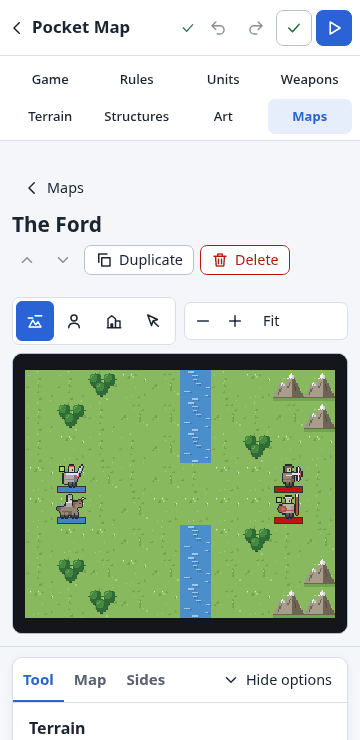 Pocket Map
Game Rules Units Weapons
Terrain Structures Art Maps
Maps
The Ford
Duplicate Delete
Fit
Tool Map Sides Hide options
Terrain